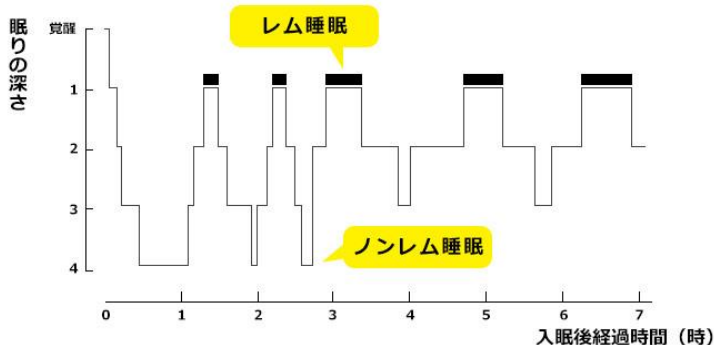 眠りの深さ
覚醒
レム睡眠
1
2
3
4
ノンレム睡眠
0 1 2 3 4 5 6 7
入眠後経過時間（時）